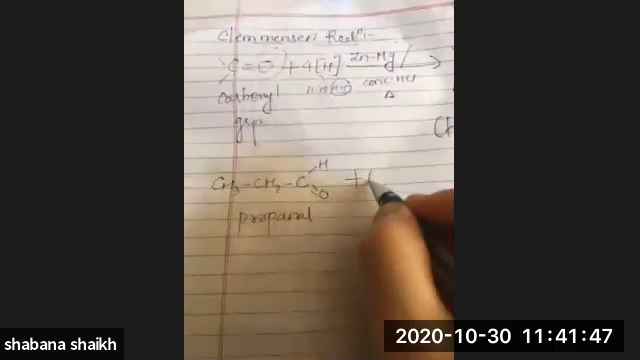 Clemmensen Redⁿ:-
C=O + 4[H] Zn-Hg/ →
conc·HCl
Δ
carbonyl
grp
(
H
CH3-CH2-C +
O
propanal
shabana shaikh
2020-10-30 11:41:47